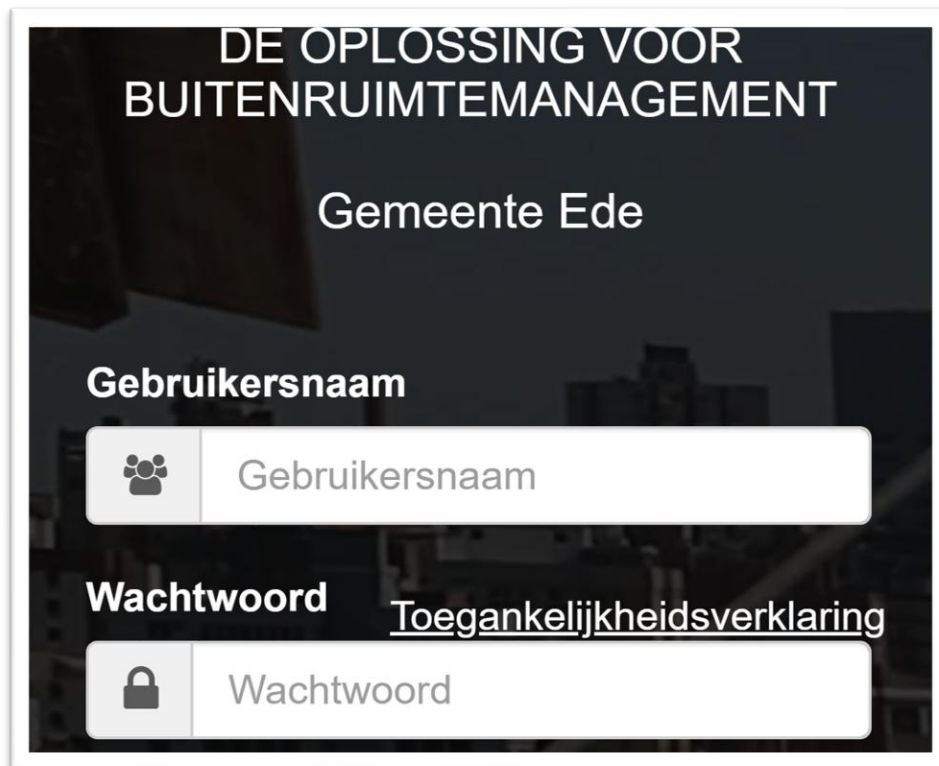 DE OPLOSSING VOOR
BUITENRUIMTEMANAGEMENT
Gemeente Ede
Gebruikersnaam
Gebruikersnaam
Wachtwoord
Toegankelijkheidsverklaring
Wachtwoord